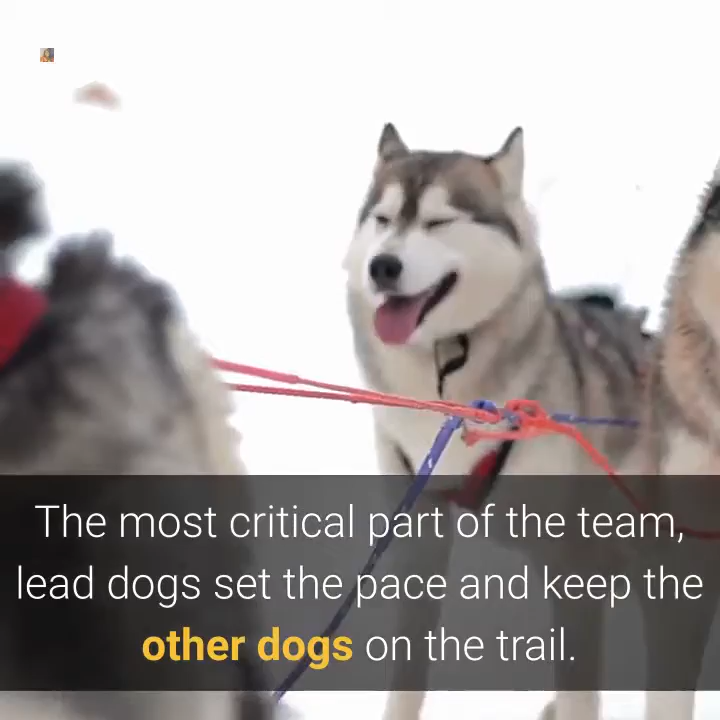 The most critical part of the team,
lead dogs set the pace and keep the
other dogs on the trail.